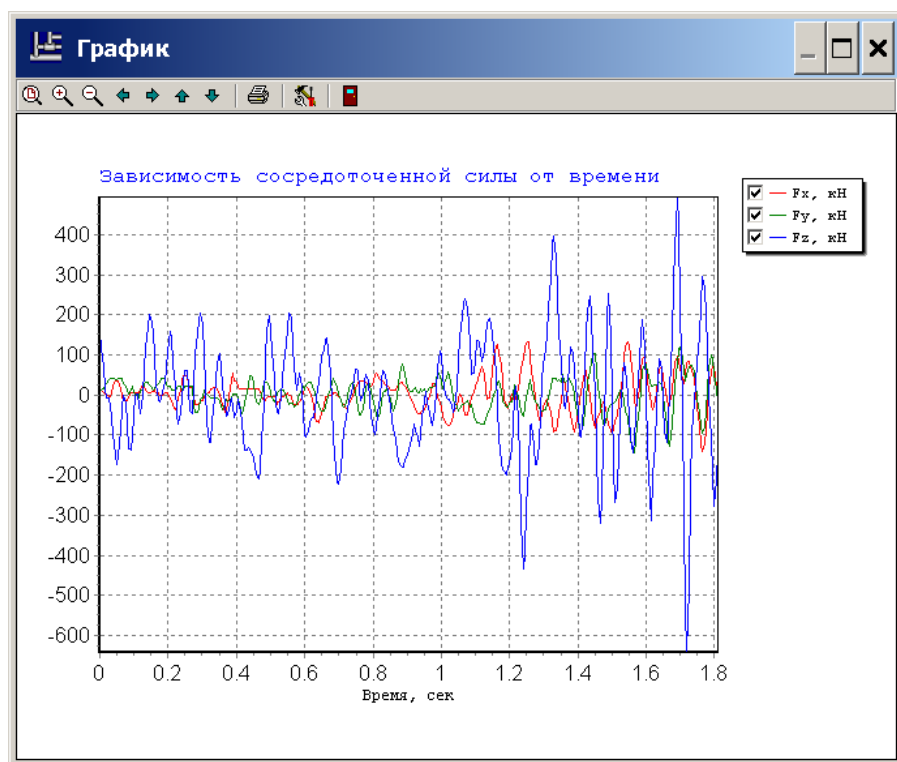 График
Зависимость сосредоточенной силы от времени
Fx, кН
Fy, кН
Fz, кН
400
300
200
100
0
-100
-200
-300
-400
-500
-600
0 0.2 0.4 0.6 0.8 1 1.2 1.4 1.6 1.8
Время, сек